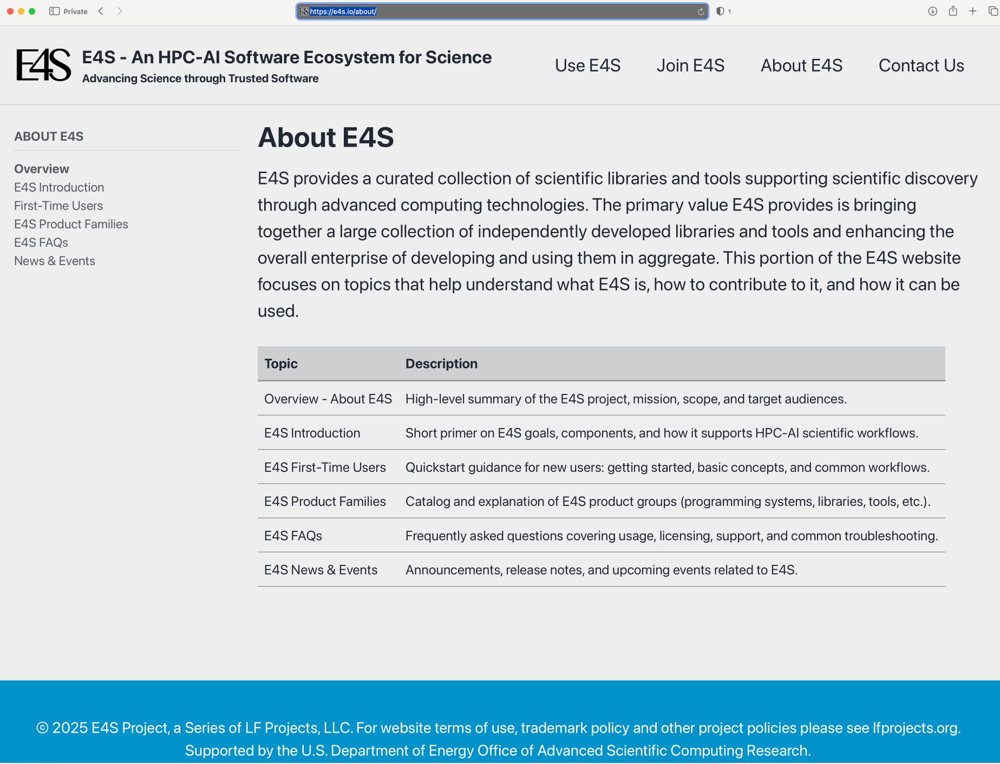 Private
https://e4s.io/about/
1
E4S
E4S - An HPC-AI Software Ecosystem for Science
Advancing Science through Trusted Software
Use E4S
Join E4S
About E4S
Contact Us
ABOUT E4S
Overview
E4S Introduction
First-Time Users
E4S Product Families
E4S FAQs
News & Events
About E4S
E4S provides a curated collection of scientific libraries and tools supporting scientific discovery
through advanced computing technologies. The primary value E4S provides is bringing
together a large collection of independently developed libraries and tools and enhancing the
overall enterprise of developing and using them in aggregate. This portion of the E4S website
focuses on topics that help understand what E4S is, how to contribute to it, and how it can be
used.
Topic Description
Overview - About E4S High-level summary of the E4S project, mission, scope, and target audiences.
E4S Introduction Short primer on E4S goals, components, and how it supports HPC-AI scientific workflows.
E4S First-Time Users Quickstart guidance for new users: getting started, basic concepts, and common workflows.
E4S Product Families Catalog and explanation of E4S product groups (programming systems, libraries, tools, etc.).
E4S FAQs Frequently asked questions covering usage, licensing, support, and common troubleshooting.
E4S News & Events Announcements, release notes, and upcoming events related to E4S.
© 2025 E4S Project, a Series of LF Projects, LLC. For website terms of use, trademark policy and other project policies please see lfprojects.org.
Supported by the U.S. Department of Energy Office of Advanced Scientific Computing Research.